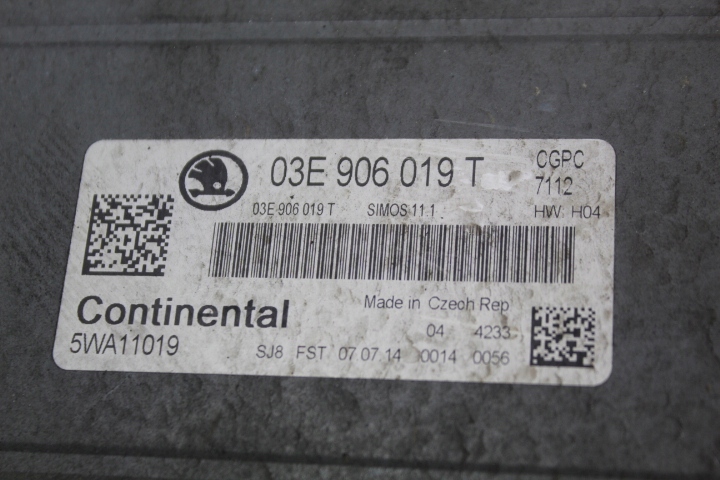 03E 906 019 T
CGPC
7112
03E 906 019 T SIMOS 11.1 HW H04
Made in Czech Rep
Continental
04 4233
5WA11019
SJ8 FST 07.07.14 0014 0056